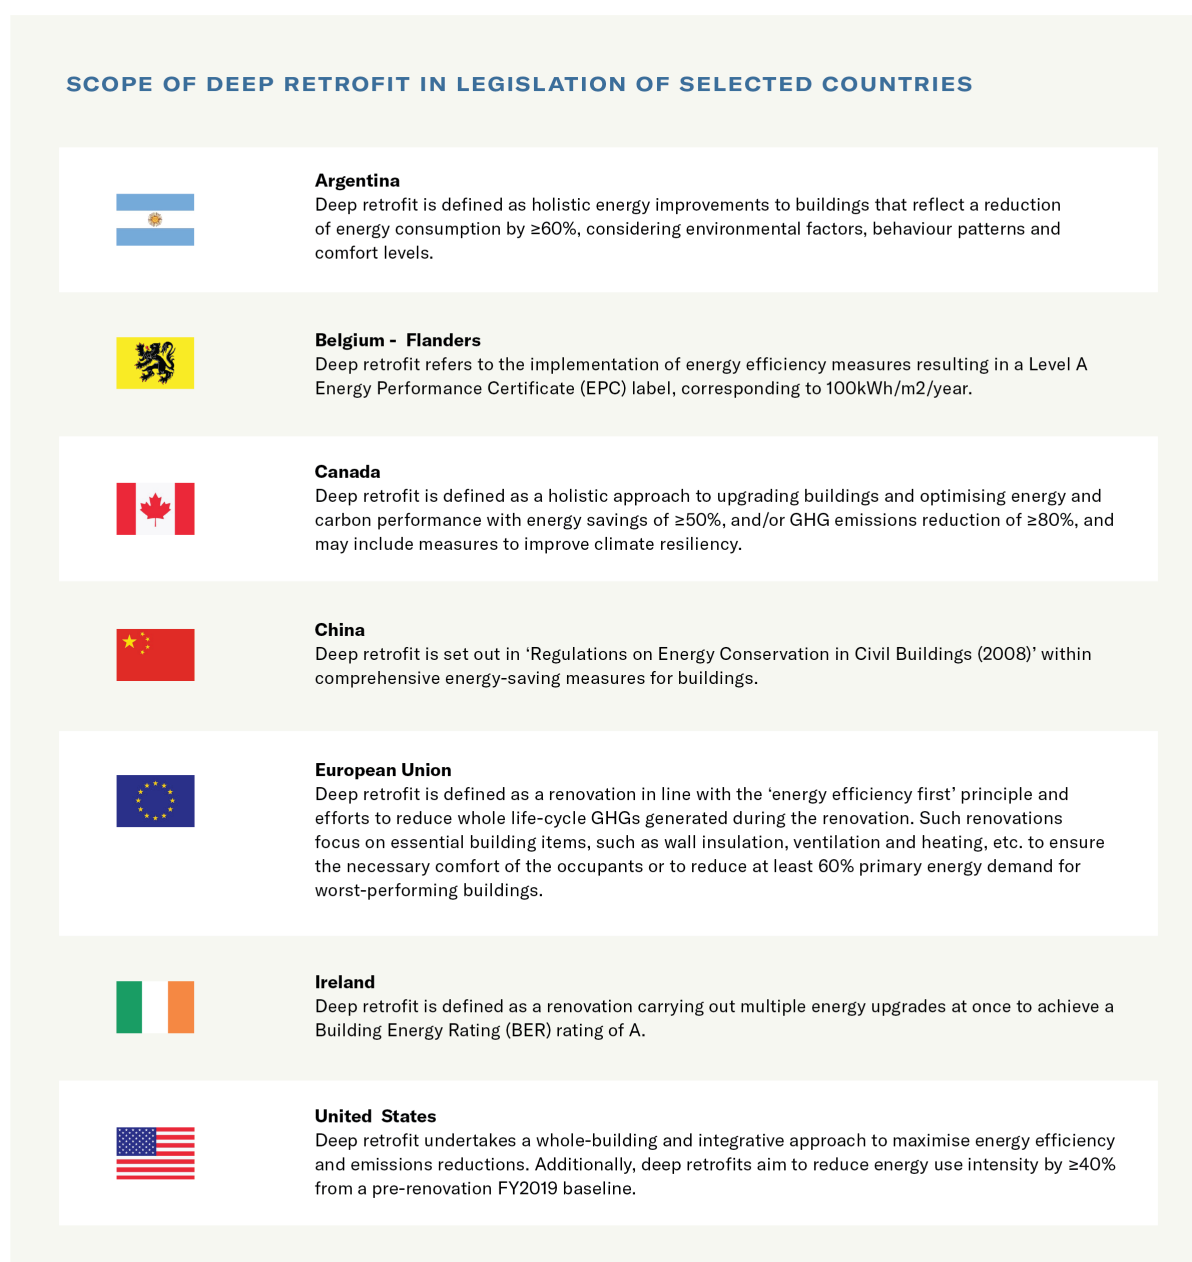 SCOPE OF DEEP RETROFIT IN LEGISLATION OF SELECTED COUNTRIES
Argentina
Deep retrofit is defined as holistic energy improvements to buildings that reflect a reduction
of energy consumption by ≥60%, considering environmental factors, behaviour patterns and
comfort levels.
Belgium - Flanders
Deep retrofit refers to the implementation of energy efficiency measures resulting in a Level A
Energy Performance Certificate (EPC) label, corresponding to 100kWh/m2/year.
Canada
Deep retrofit is defined as a holistic approach to upgrading buildings and optimising energy and
carbon performance with energy savings of ≥50%, and/or GHG emissions reduction of ≥80%, and
may include measures to improve climate resiliency.
China
Deep retrofit is set out in ‘Regulations on Energy Conservation in Civil Buildings (2008)’ within
comprehensive energy-saving measures for buildings.
European Union
Deep retrofit is defined as a renovation in line with the ‘energy efficiency first’ principle and
efforts to reduce whole life-cycle GHGs generated during the renovation. Such renovations
focus on essential building items, such as wall insulation, ventilation and heating, etc. to ensure
the necessary comfort of the occupants or to reduce at least 60% primary energy demand for
worst-performing buildings.
Ireland
Deep retrofit is defined as a renovation carrying out multiple energy upgrades at once to achieve a
Building Energy Rating (BER) rating of A.
United States
Deep retrofit undertakes a whole-building and integrative approach to maximise energy efficiency
and emissions reductions. Additionally, deep retrofits aim to reduce energy use intensity by ≥40%
from a pre-renovation FY2019 baseline.